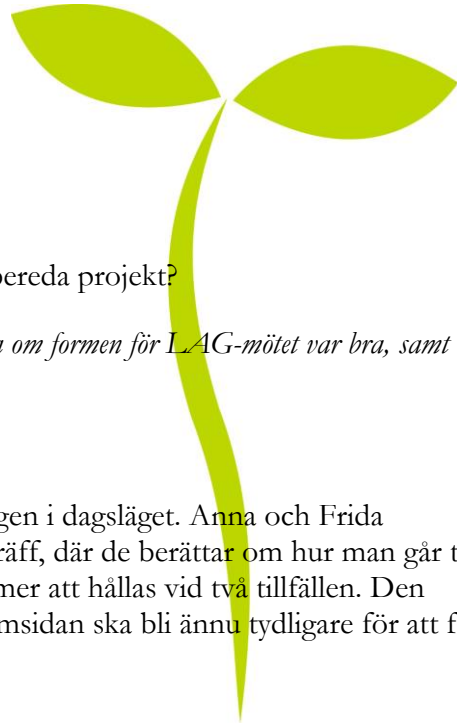 bereda projekt?
om formen för LAG-mötet var bra, samt
gen i dagsläget. Anna och Frida
räff, där de berättar om hur man går t
mer att hållas vid två tillfällen. Den
msidan ska bli ännu tydligare för att f